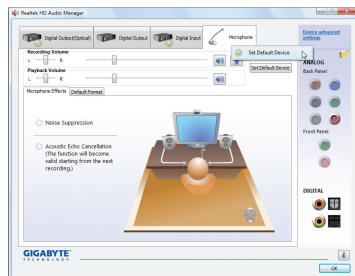 Realtek HD Audio Manager
Digital Output(Optical)
Digital Output
Digital Input
Microphone
Device advanced settings
Set Default Device
Recording Volume
L R
Set Default Device
Playback Volume
L R
ANALOG
Back Panel
Microphone Effects
Default Format
Noise Suppression
Acoustic Echo Cancellation
(The function will become
valid starting from the next
recording.)
Front Panel
DIGITAL
GIGABYTE
TECHNOLOGY
OK